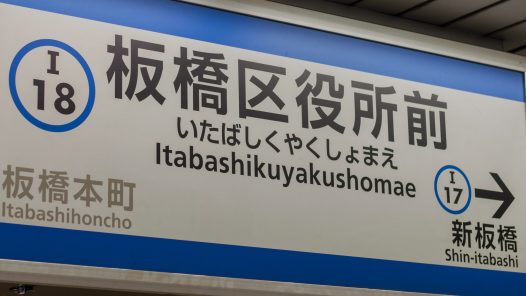 I
18
板橋区役所前
いたばしくやくしょまえ
Itabashikuyakushomae
板橋本町
Itabashihoncho
I
17
新板橋
Shin-itabashi